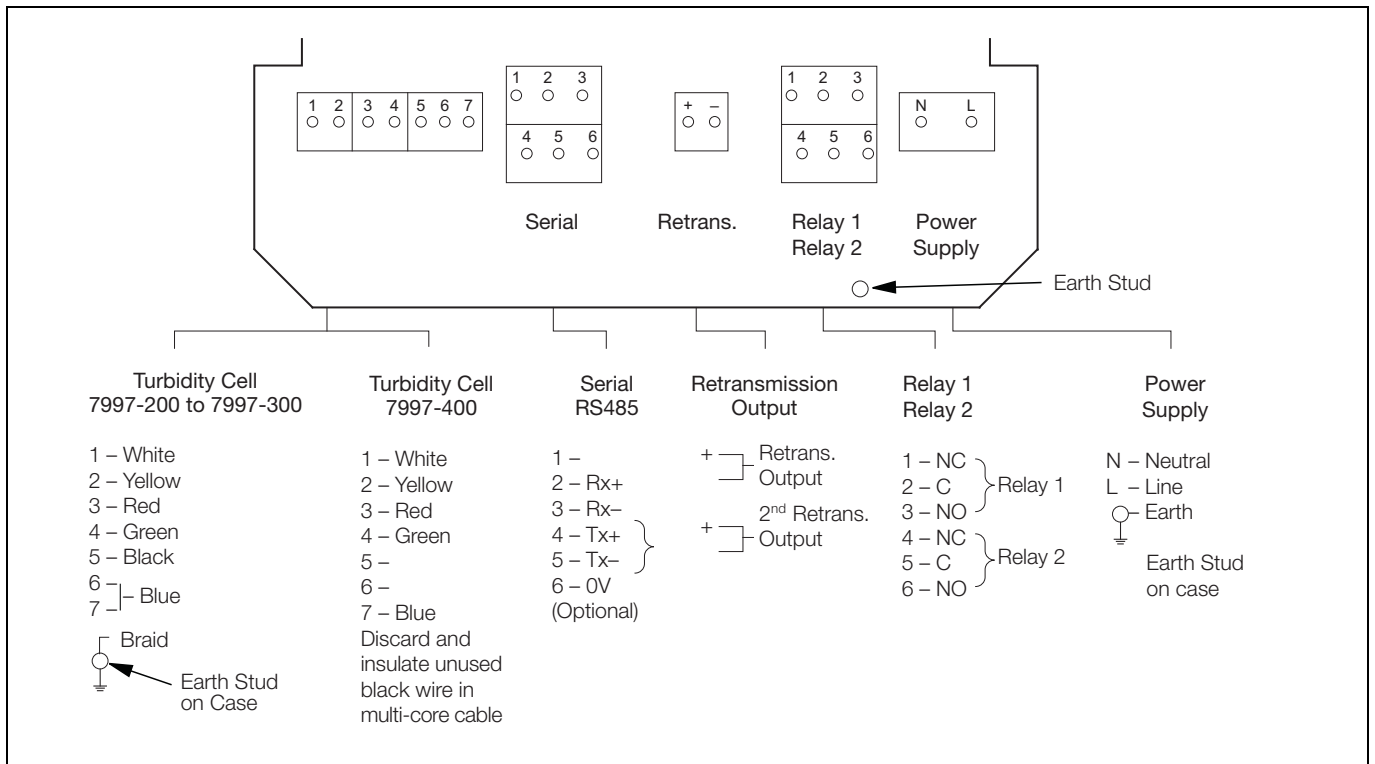 1 2 3 4 5 6 7
1 2 3
4 5 6
+ –
1 2 3
4 5 6
N L
Serial
Retrans.
Relay 1
Relay 2
Power
Supply
Earth Stud
Turbidity Cell
7997-200 to 7997-300
1 – White
2 – Yellow
3 – Red
4 – Green
5 – Black
6 –
7 –
– Blue
Braid
Earth Stud
on Case
Turbidity Cell
7997-400
1 – White
2 – Yellow
3 – Red
4 – Green
5 –
6 –
7 – Blue
Discard and
insulate unused
black wire in
multi-core cable
Serial
RS485
1 –
2 – Rx+
3 – Rx–
4 – Tx+
5 – Tx–
6 – 0V
(Optional)
Retransmission
Output
+ Retrans.
Output
+ 2nd Retrans.
Output
Relay 1
Relay 2
1 – NC
2 – C
3 – NO
Relay 1
4 – NC
5 – C
6 – NO
Relay 2
Power
Supply
N – Neutral
L – Line
– Earth
Earth Stud
on case